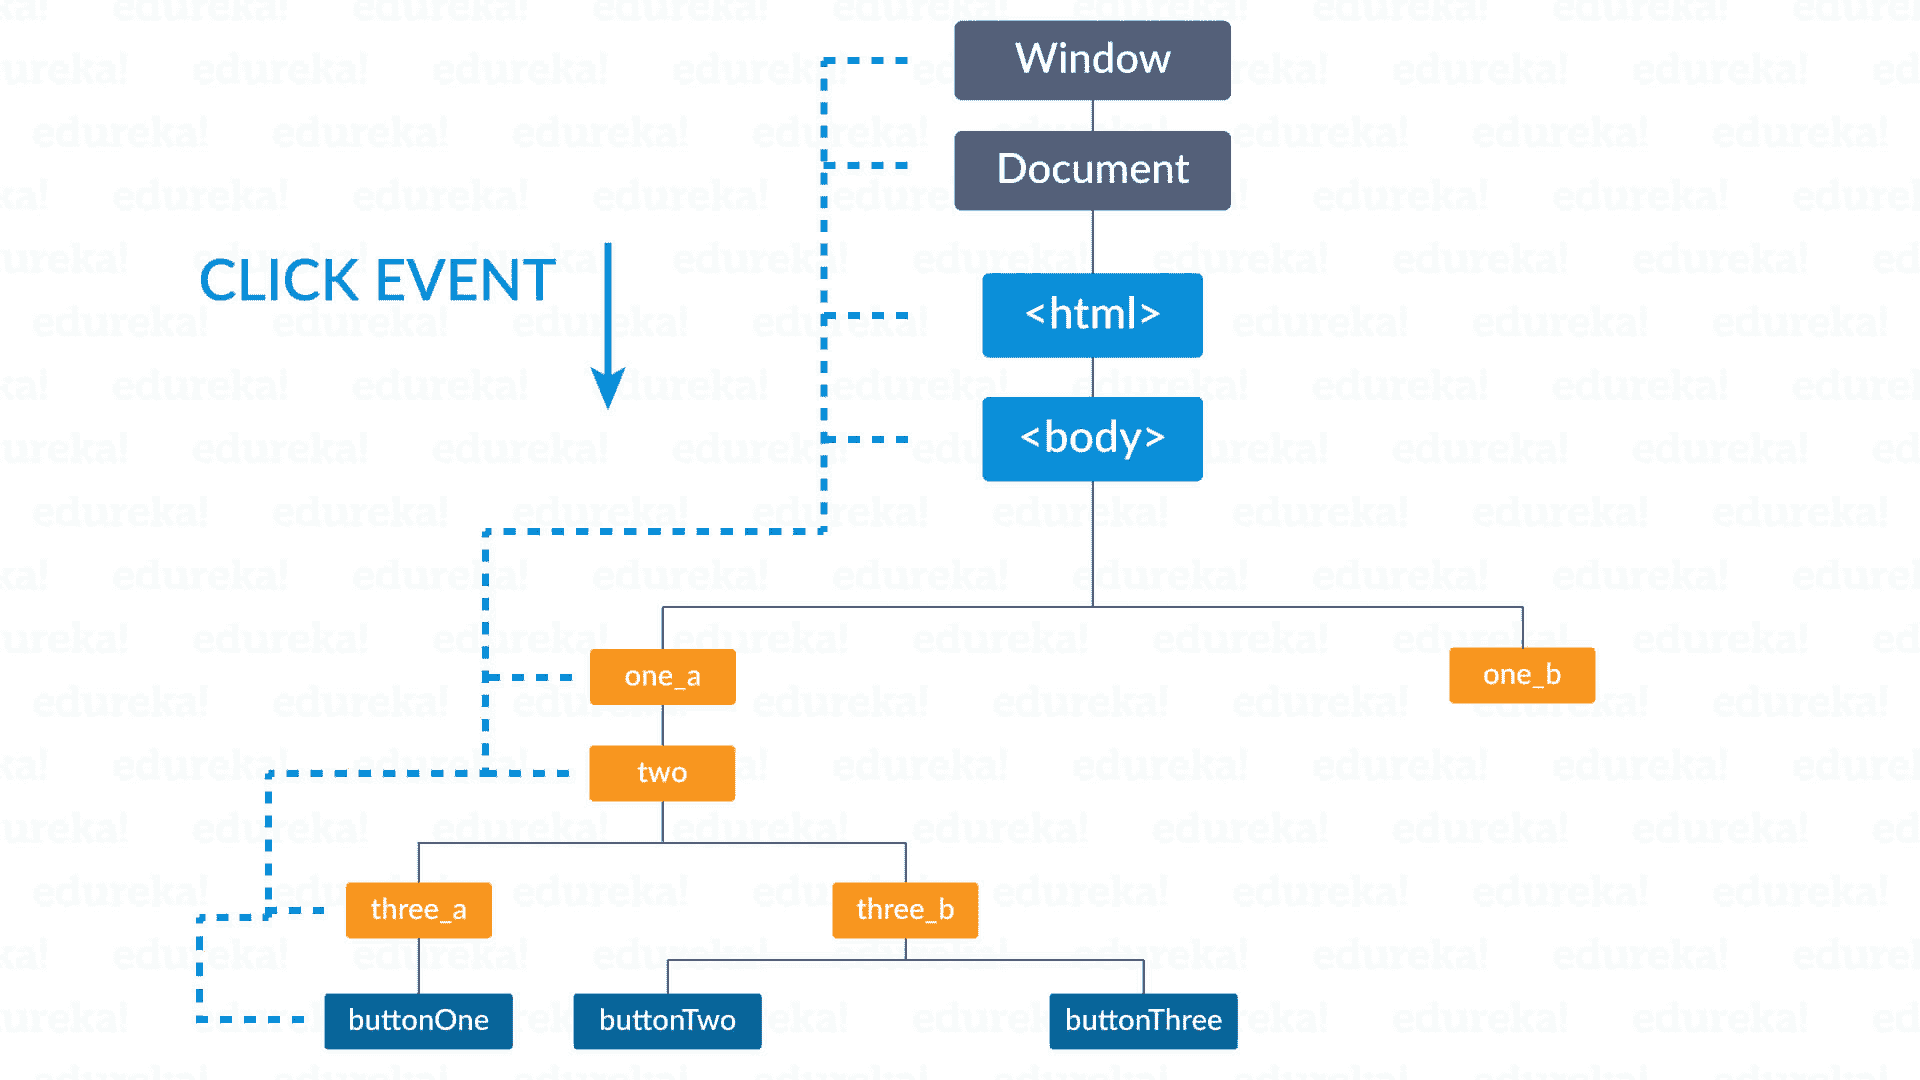 Window
Document
CLICK EVENT
<html>
<body>
one_a
one_b
two
three_a
three_b
buttonOne
buttonTwo
buttonThree
edureka!